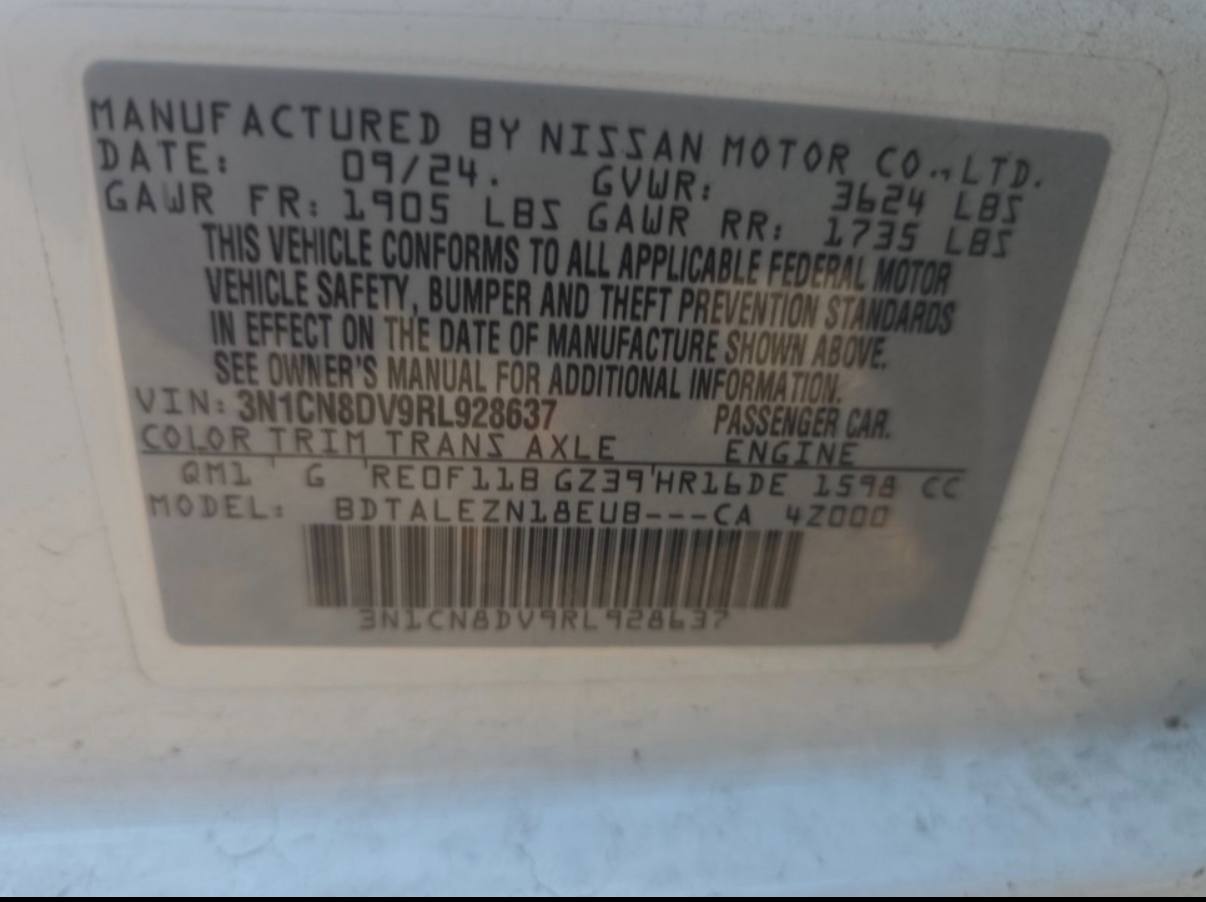 MANUFACTURED BY NISSAN MOTOR CO., LTD.
DATE: 09/24. GVWR: 3624 LBS
GAWR FR: 1905 LBS GAWR RR: 1735 LBS
THIS VEHICLE CONFORMS TO ALL APPLICABLE FEDERAL MOTOR
VEHICLE SAFETY, BUMPER AND THEFT PREVENTION STANDARDS
IN EFFECT ON THE DATE OF MANUFACTURE SHOWN ABOVE.
SEE OWNER'S MANUAL FOR ADDITIONAL INFORMATION.
VIN: 3N1CN8DV9RL928637 PASSENGER CAR.
COLOR TRIM TRANS AXLE ENGINE
QM1 G RE0F11B GZ39 HR16DE 1598 CC
MODEL: BDTALEZN18EUB---CA 4Z000
3N1CN8DV9RL928637